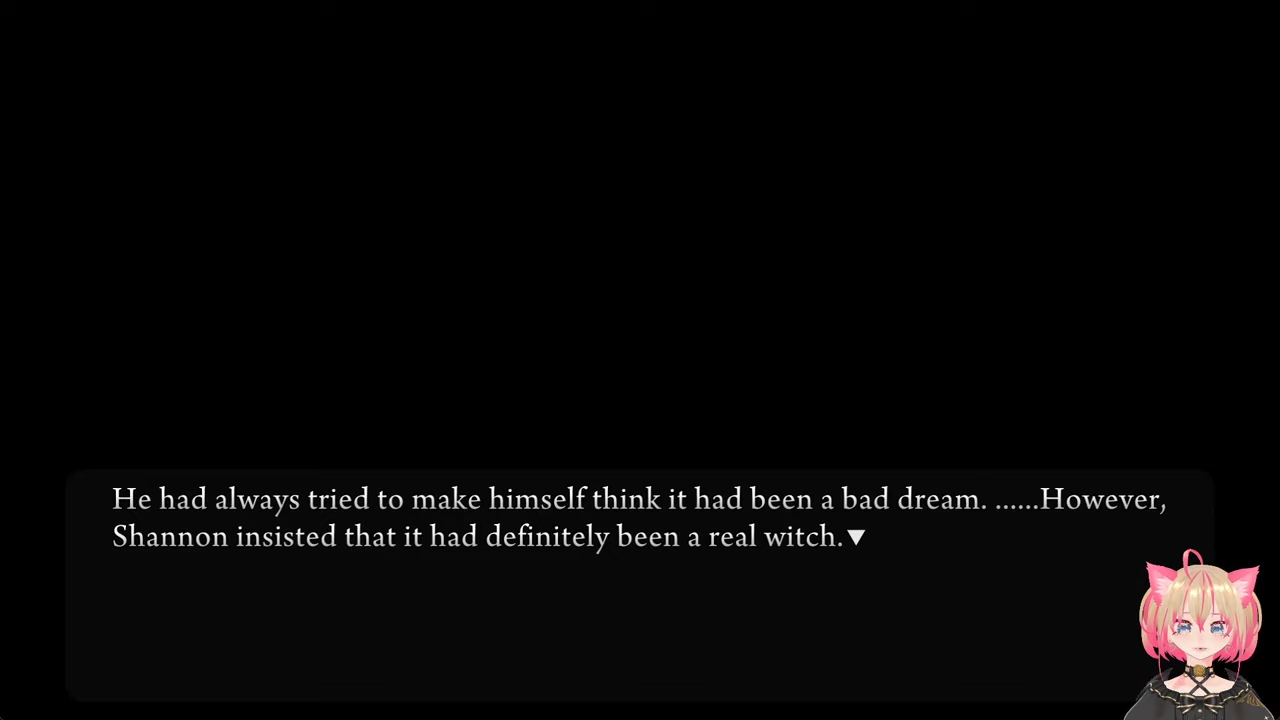 He had always tried to make himself think it had been a bad dream. ......However,
Shannon insisted that it had definitely been a real witch.▼